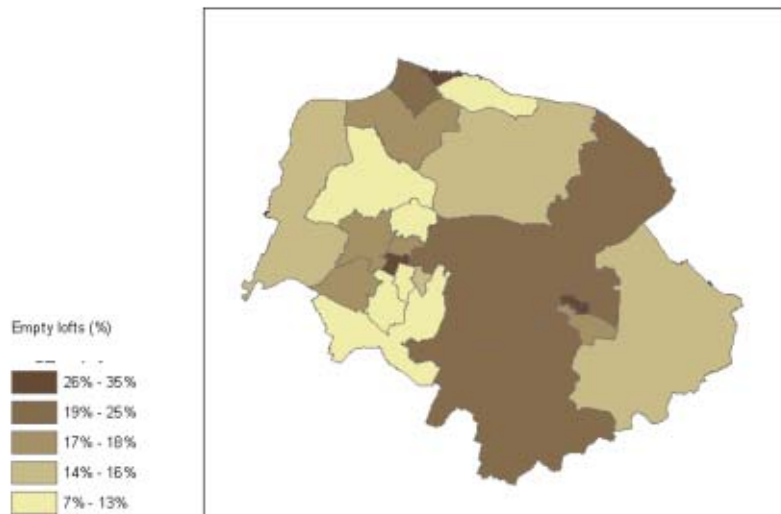 Empty lofts (%)
26% - 35%
19% - 25%
17% - 18%
14% - 16%
7% - 13%